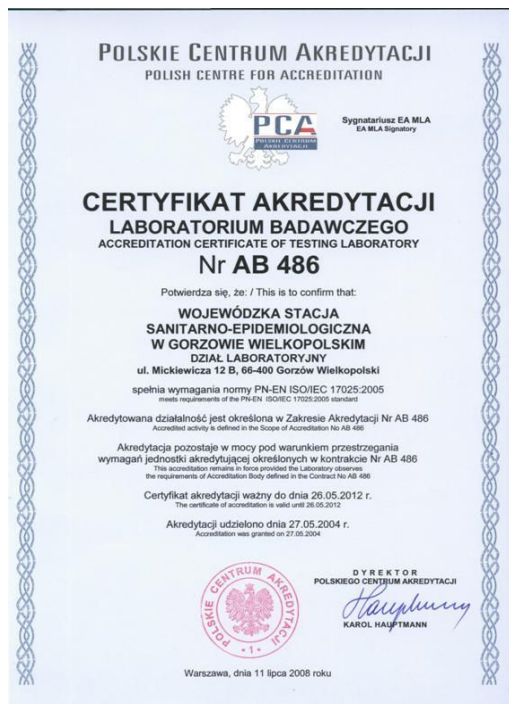 POLSKIE CENTRUM AKREDYTACJI
POLISH CENTRE FOR ACCREDITATION
PCA
POLSKIE CENTRUM
AKREDYTACJI
Sygnatariusz EA MLA
EA MLA Signatory
CERTYFIKAT AKREDYTACJI
LABORATORIUM BADAWCZEGO
ACCREDITATION CERTIFICATE OF TESTING LABORATORY
Nr AB 486
Potwierdza się, że: / This is to confirm that:
WOJEWÓDZKA STACJA
SANITARNO-EPIDEMIOLOGICZNA
W GORZOWIE WIELKOPOLSKIM
DZIAŁ LABORATORYJNY
ul. Mickiewicza 12 B, 66-400 Gorzów Wielkopolski
spełnia wymagania normy PN-EN ISO/IEC 17025:2005
meets requirements of the PN-EN ISO/IEC 17025:2005 standard
Akredytowana działalność jest określona w Zakresie Akredytacji Nr AB 486
Accredited activity is defined in the Scope of Accreditation No AB 486
Akredytacja pozostaje w mocy pod warunkiem przestrzegania
wymagań jednostki akredytującej określonych w kontrakcie Nr AB 486
This accreditation remains in force provided the Laboratory observes
the requirements of Accreditation Body defined in the Contract No AB 486
Certyfikat akredytacji ważny do dnia 26.05.2012 r.
The certificate of accreditation is valid until 26.05.2012
Akredytacji udzielono dnia 27.05.2004 r.
Accreditation was granted on 27.05.2004
POLSKIE CENTRUM AKREDYTACJI
• 1 •
DYREKTOR
POLSKIEGO CENTRUM AKREDYTACJI
Hauptmann
KAROL HAUPTMANN
Warszawa, dnia 11 lipca 2008 roku